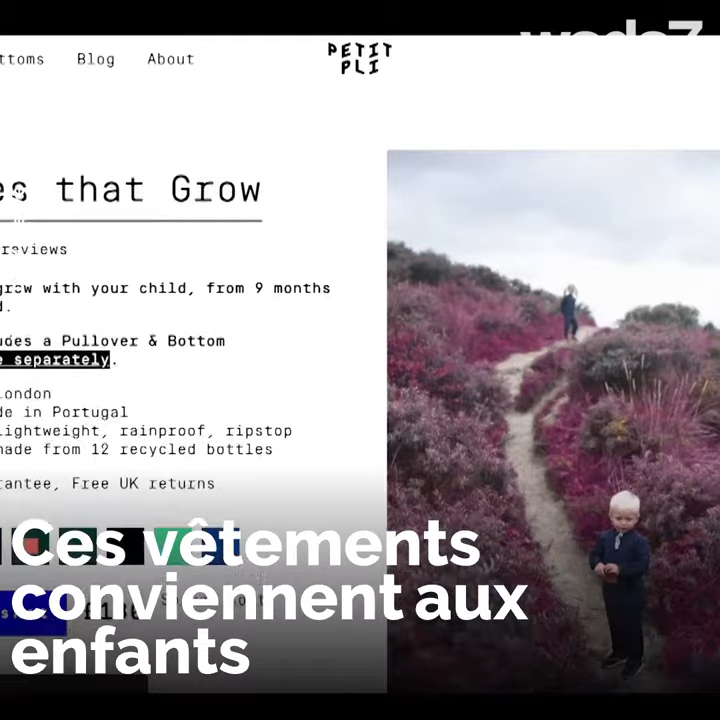 ttoms Blog About
PETIT
PLI
es that Grow
reviews
grow with your child, from 9 months
d.
udes a Pullover & Bottom
e separately.
London
de in Portugal
lightweight, rainproof, ripstop
made from 12 recycled bottles
rantee, Free UK returns
Ces vêtements
conviennent aux
enfants